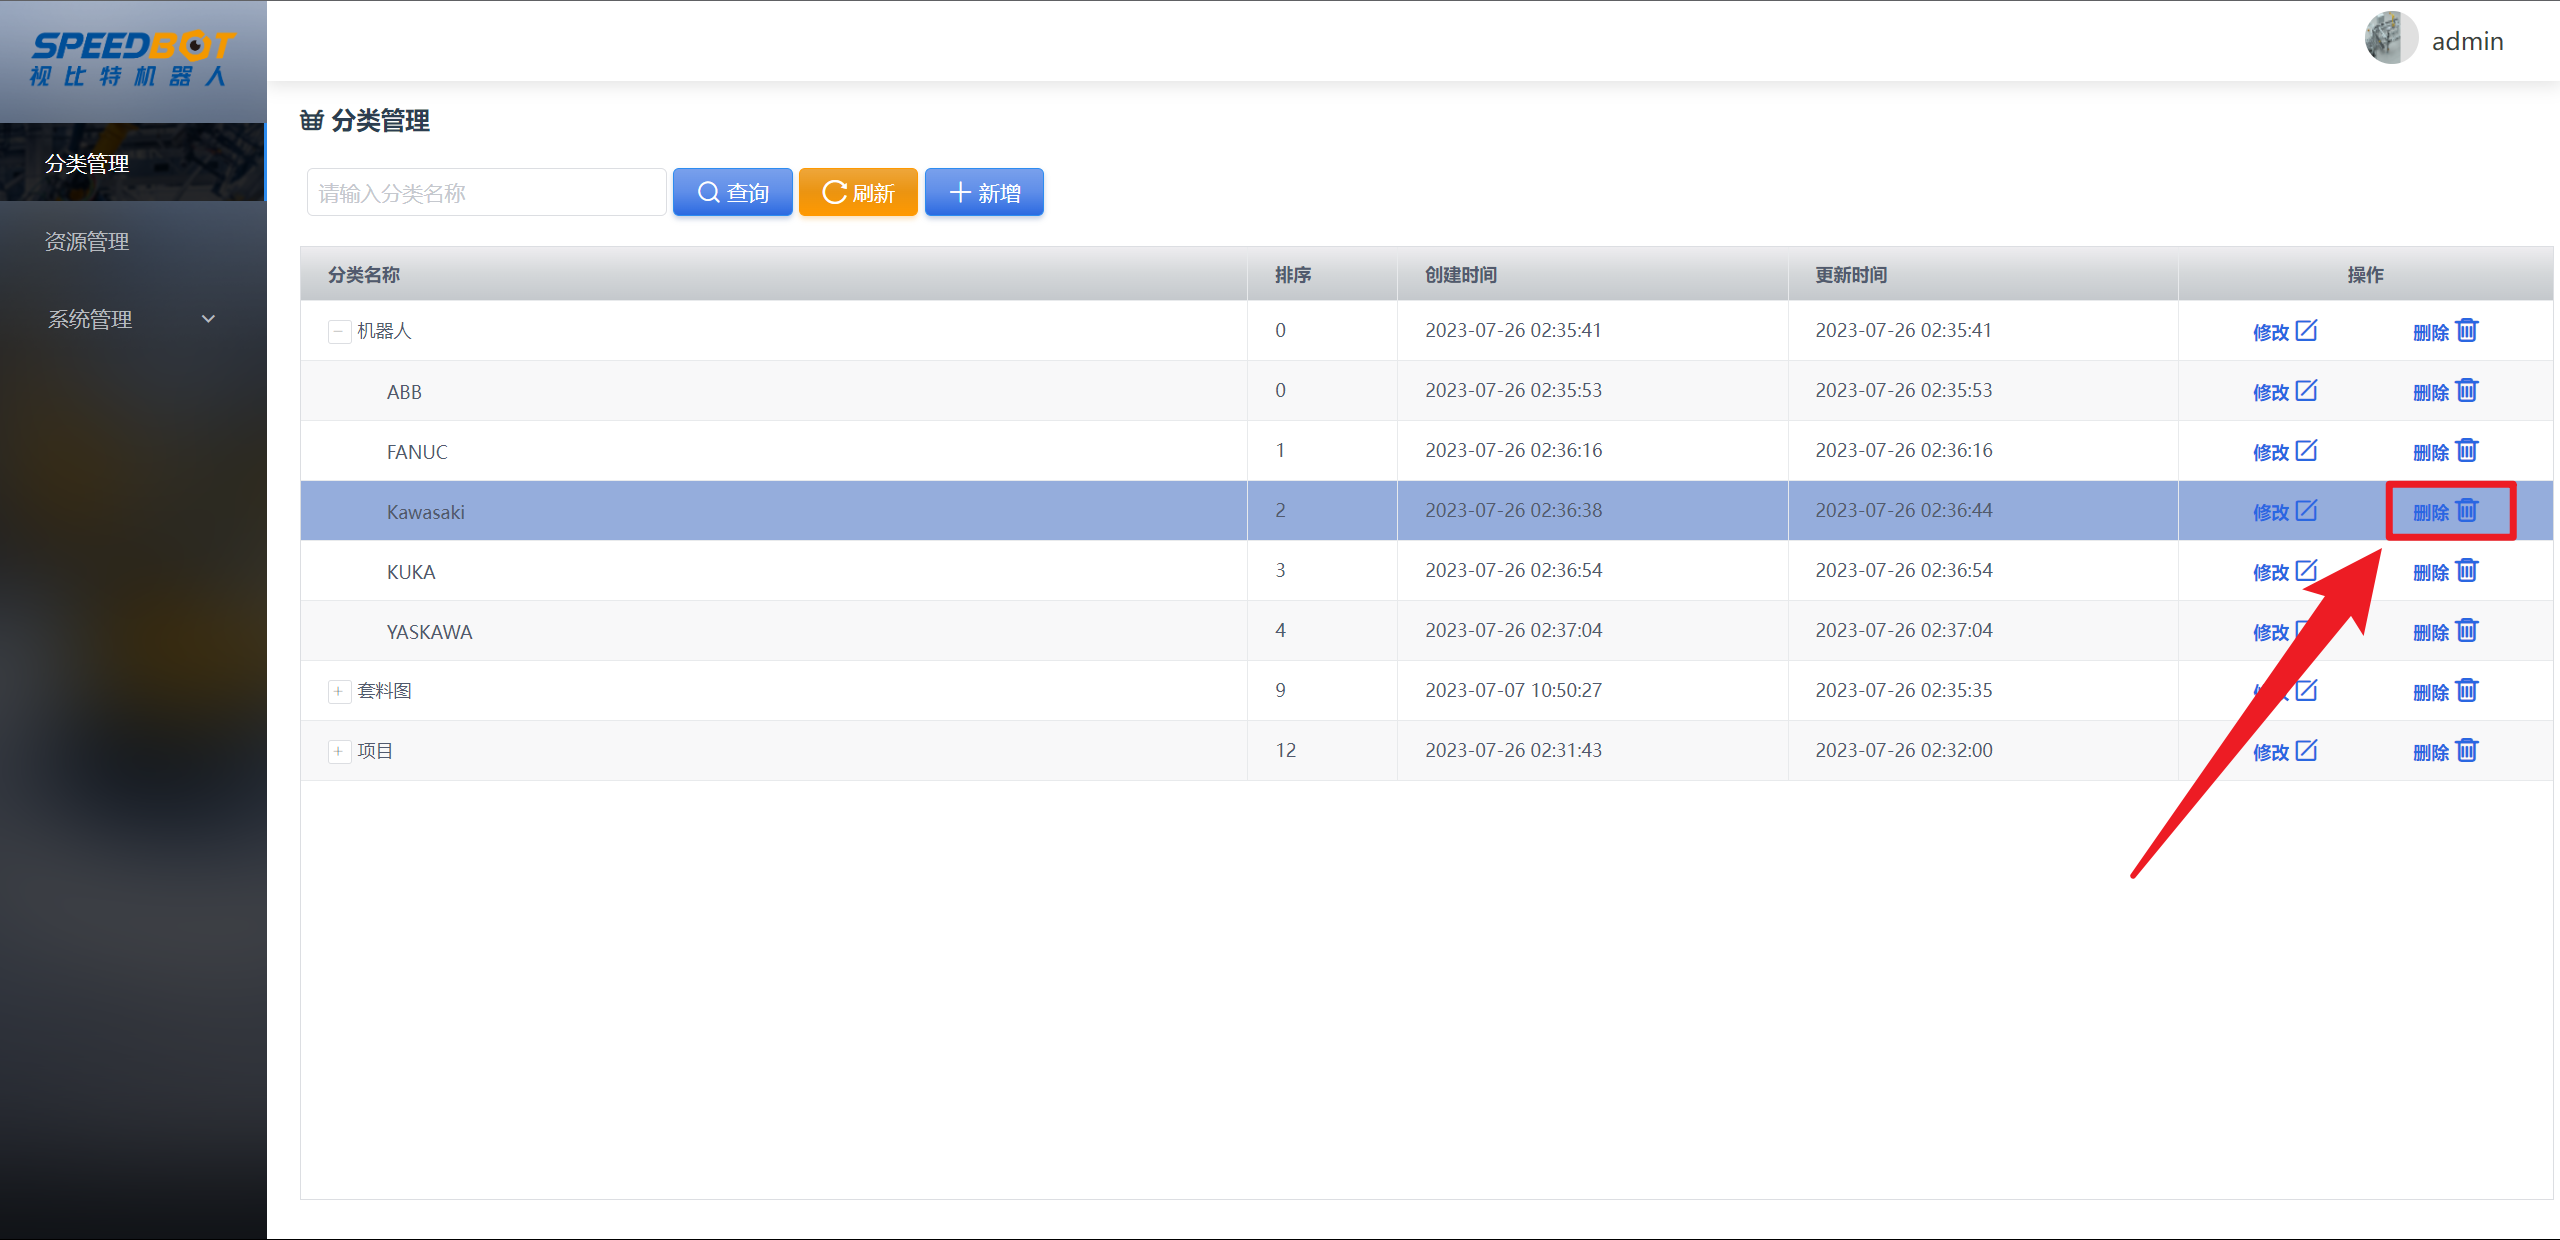 SPEEDBOT
视比特机器人
admin
分类管理
资源管理
系统管理
分类管理
请输入分类名称 查询 刷新 新增
分类名称 排序 创建时间 更新时间 操作
机器人 0 2023-07-26 02:35:41 2023-07-26 02:35:41 修改 删除
ABB 0 2023-07-26 02:35:53 2023-07-26 02:35:53 修改 删除
FANUC 1 2023-07-26 02:36:16 2023-07-26 02:36:16 修改 删除
Kawasaki 2 2023-07-26 02:36:38 2023-07-26 02:36:44 修改 删除
KUKA 3 2023-07-26 02:36:54 2023-07-26 02:36:54 修改 删除
YASKAWA 4 2023-07-26 02:37:04 2023-07-26 02:37:04 修改 删除
套料图 9 2023-07-07 10:50:27 2023-07-26 02:35:35 删除
项目 12 2023-07-26 02:31:43 2023-07-26 02:32:00 修改 删除